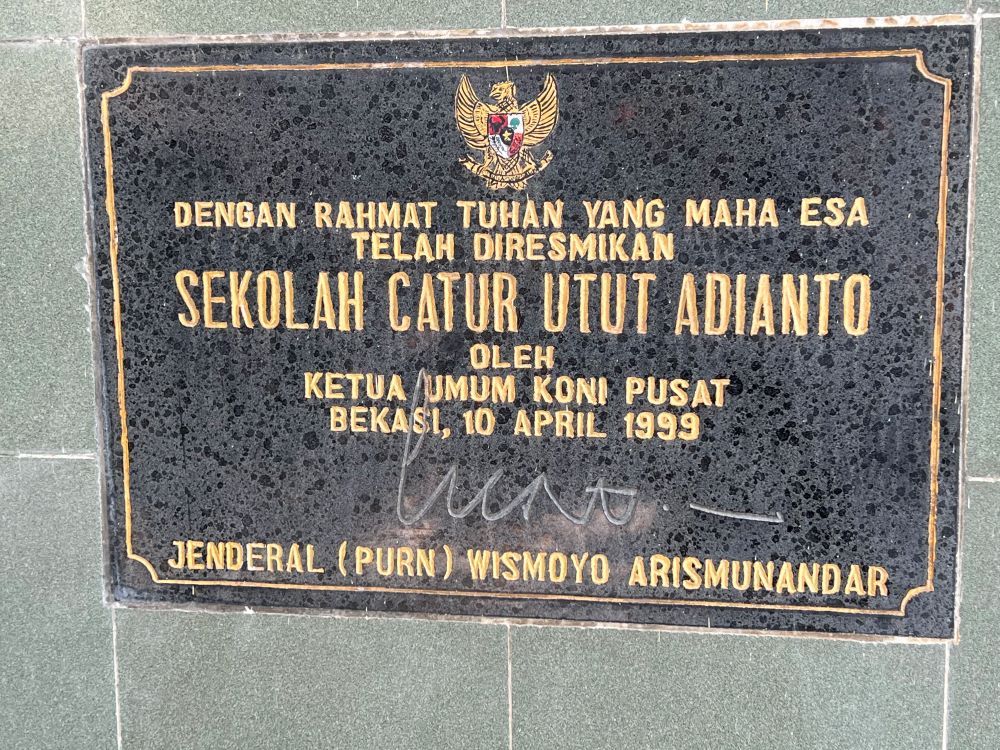 DENGAN RAHMAT TUHAN YANG MAHA ESA
TELAH DIRESMIKAN
SEKOLAH CATUR UTUT ADIANTO
OLEH
KETUA UMUM KONI PUSAT
BEKASI, 10 APRIL 1999
JENDERAL (PURN) WISMOYO ARISMUNANDAR